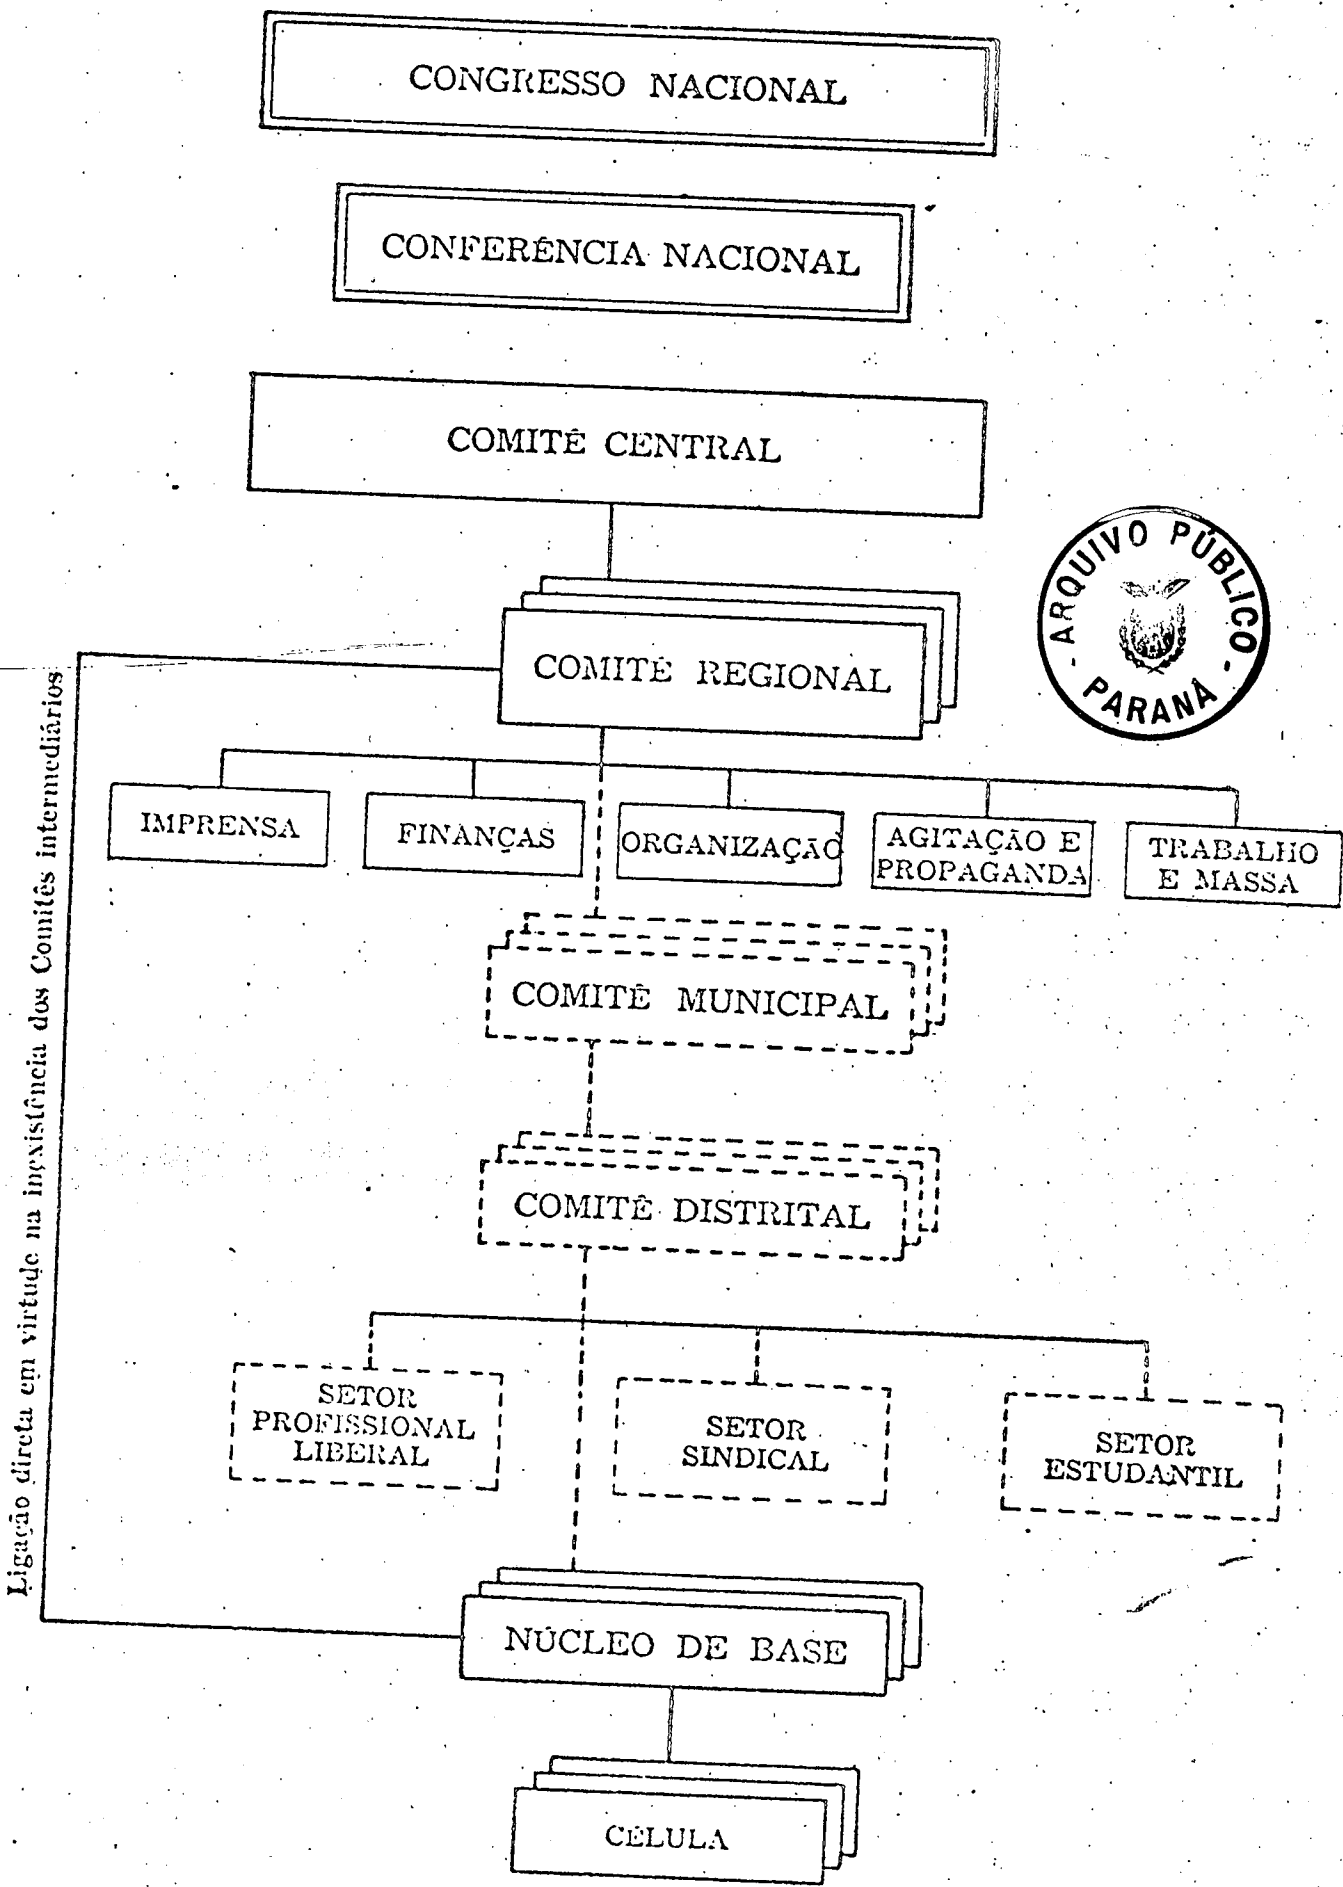 CONGRESSO NACIONAL
CONFERÊNCIA NACIONAL
COMITÊ CENTRAL
ARQUIVO PÚBLICO
- PARANÁ -
COMITÊ REGIONAL
IMPRENSA
FINANÇAS
ORGANIZAÇÃO
AGITAÇÃO E
PROPAGANDA
TRABALHO
E MASSA
COMITÊ MUNICIPAL
COMITÊ DISTRITAL
SETOR
PROFISSIONAL
LIBERAL
SETOR
SINDICAL
SETOR
ESTUDANTIL
NÚCLEO DE BASE
CÉLULA
Ligação direta em virtude na inexistência dos Comitês intermediários